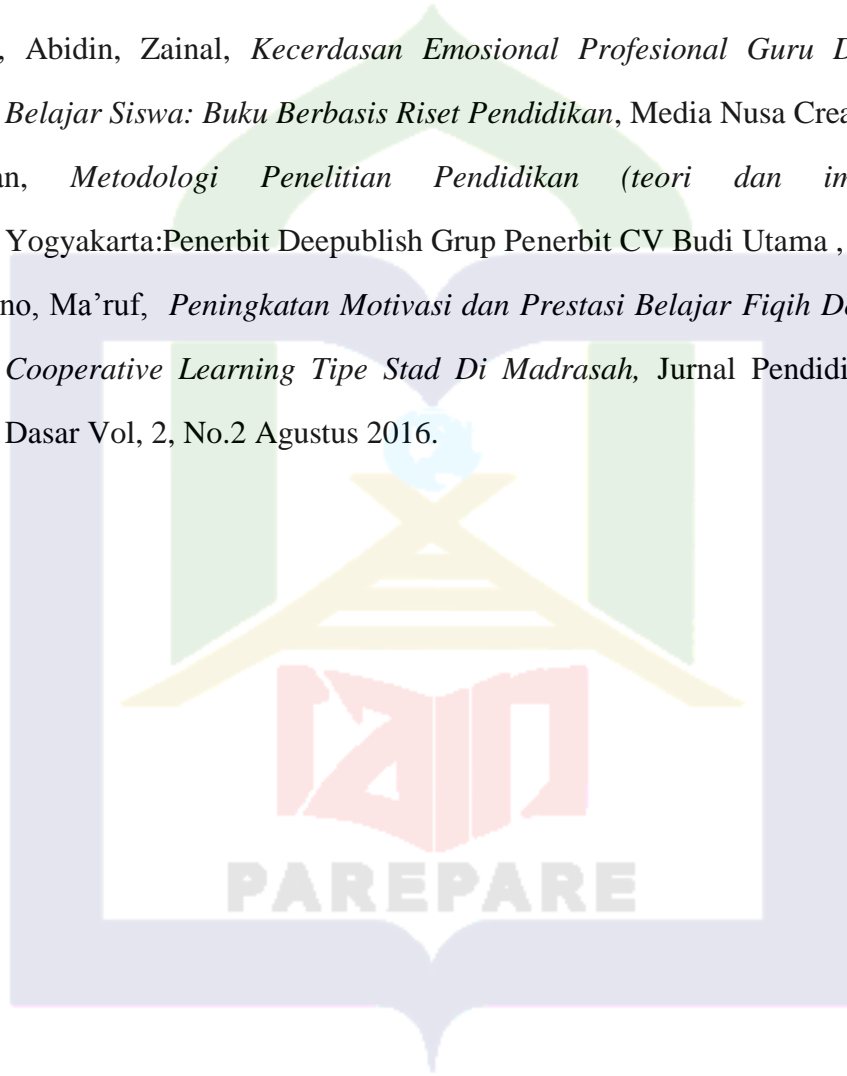 , Abidin, Zainal, Kecerdasan Emosional Profesional Guru D
Belajar Siswa: Buku Berbasis Riset Pendidikan, Media Nusa Crea
an, Metodologi Penelitian Pendidikan (teori dan im
Yogyakarta:Penerbit Deepublish Grup Penerbit CV Budi Utama ,
no, Ma’ruf, Peningkatan Motivasi dan Prestasi Belajar Fiqih De
Cooperative Learning Tipe Stad Di Madrasah, Jurnal Pendidi
Dasar Vol, 2, No.2 Agustus 2016.
iain
PAREPARE